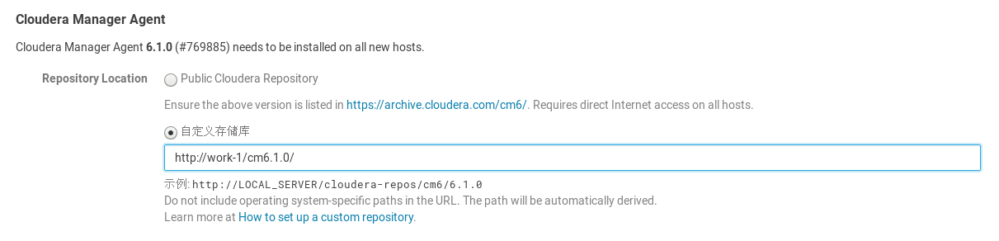 Cloudera Manager Agent
Cloudera Manager Agent 6.1.0 (#769885) needs to be installed on all new hosts.
Repository Location Public Cloudera Repository
Ensure the above version is listed in https://archive.cloudera.com/cm6/. Requires direct Internet access on all hosts.
自定义存储库
http://work-1/cm6.1.0/
示例: http://LOCAL_SERVER/cloudera-repos/cm6/6.1.0
Do not include operating system-specific paths in the URL. The path will be automatically derived.
Learn more at How to set up a custom repository.